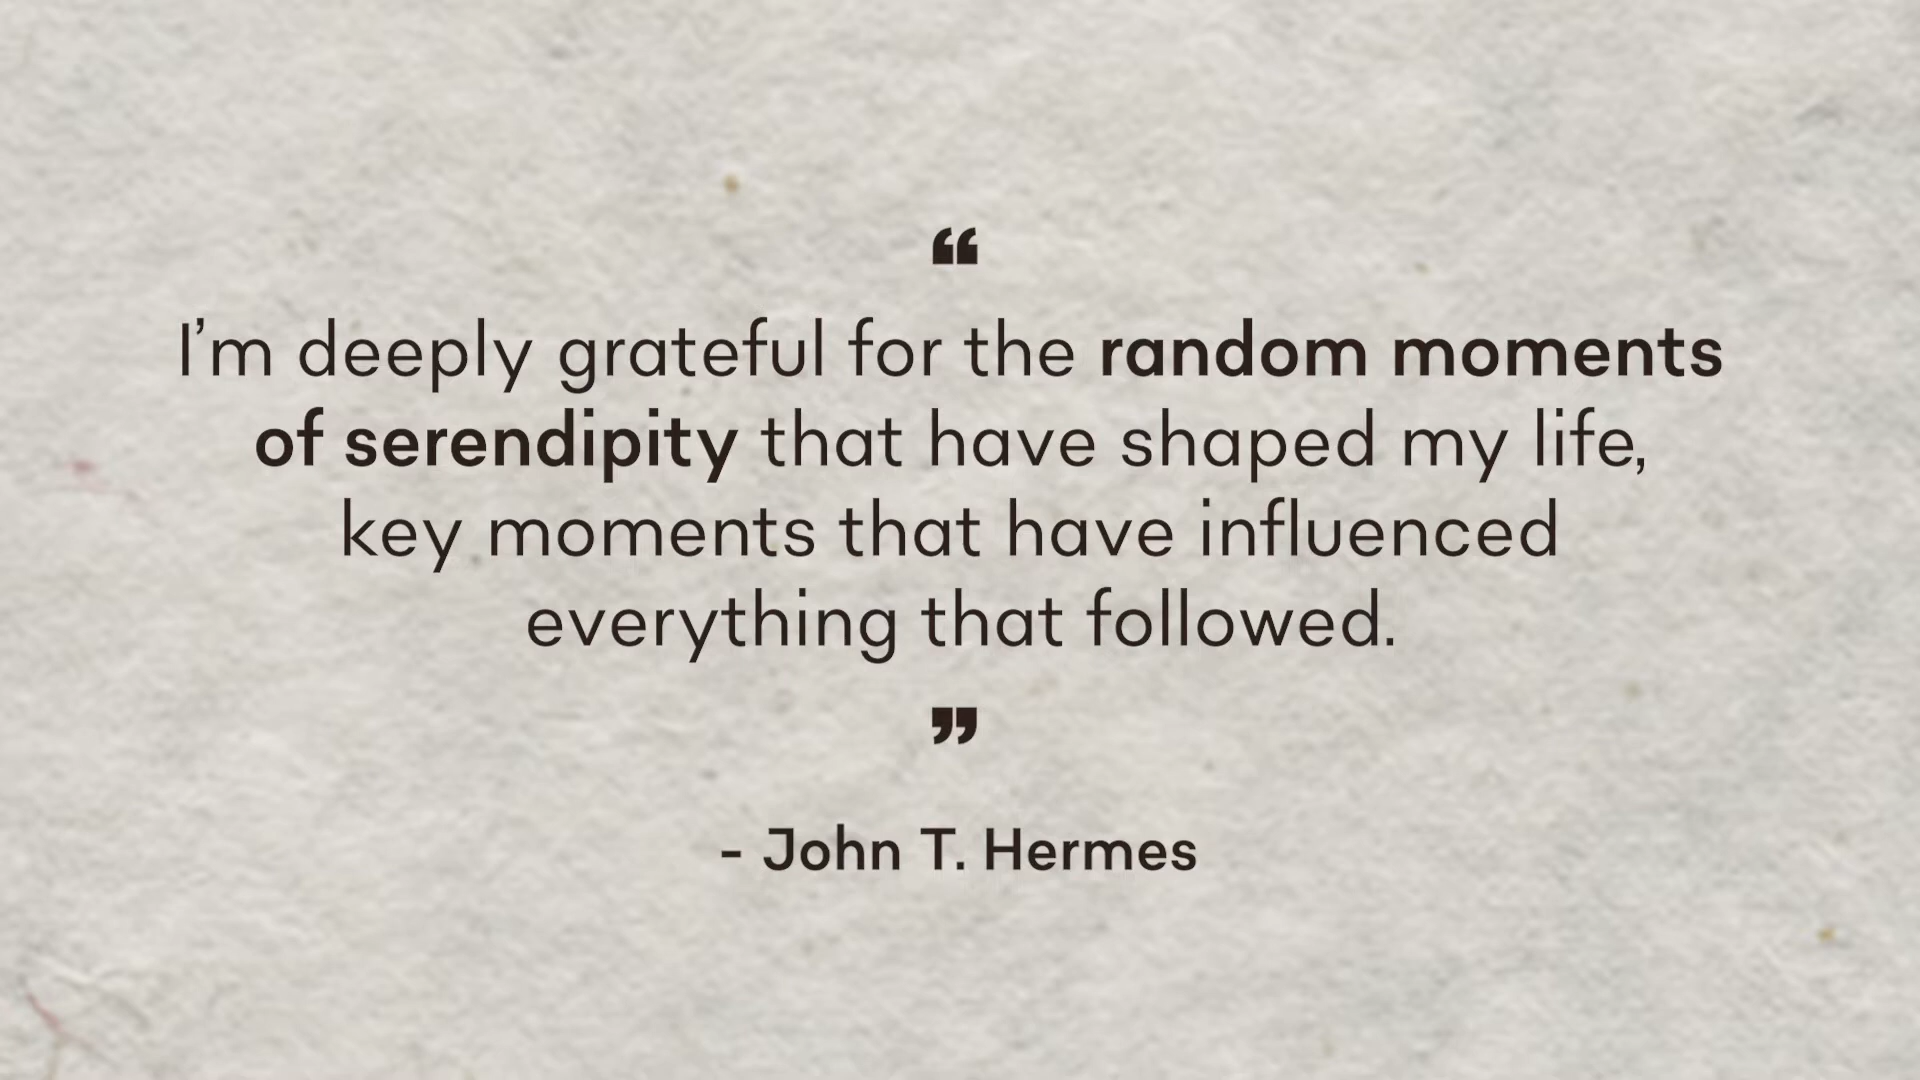 “
I’m deeply grateful for the random moments
of serendipity that have shaped my life,
key moments that have influenced
everything that followed.
”
- John T. Hermes